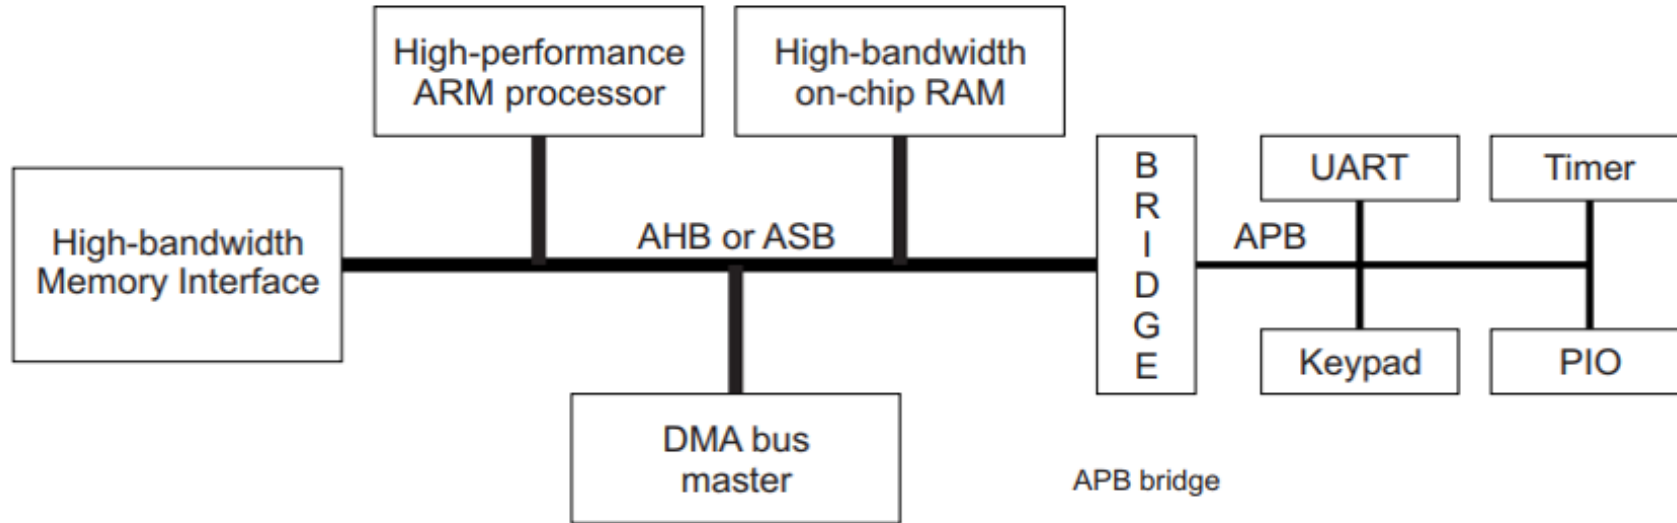 High-performance
ARM processor
High-bandwidth
on-chip RAM
High-bandwidth
Memory Interface
AHB or ASB
B
R
I
D
G
E
APB
UART
Timer
Keypad
PIO
DMA bus
master
APB bridge